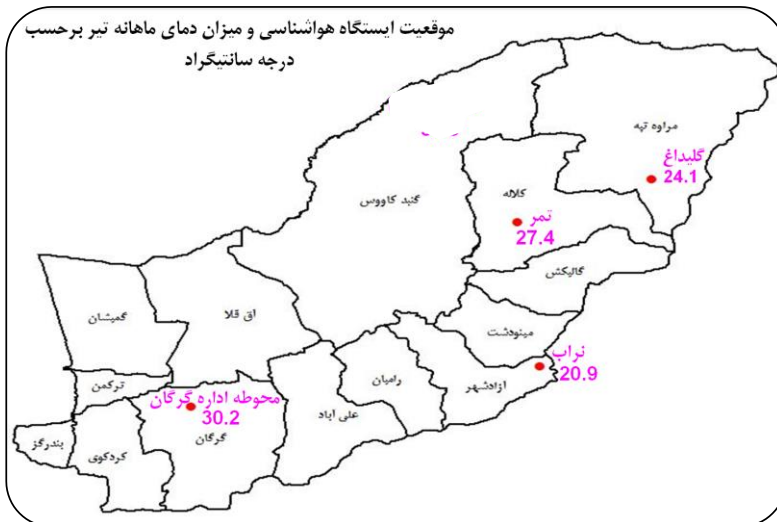 موقعیت ایستگاه هواشناسی و میزان دمای ماهانه تیر برحسب
درجه سانتیگراد
مراوه تپه
گلیداغ
24.1
کلاله
تمر
27.4
گنبد کاووس
گالیکش
گمیشان
اق قلا
مینودشت
نراب
20.9
ترکمن
رامیان
ازادشهر
محوطه اداره گرگان
30.2
علی اباد
گرگان
بندرگز
کردکوی